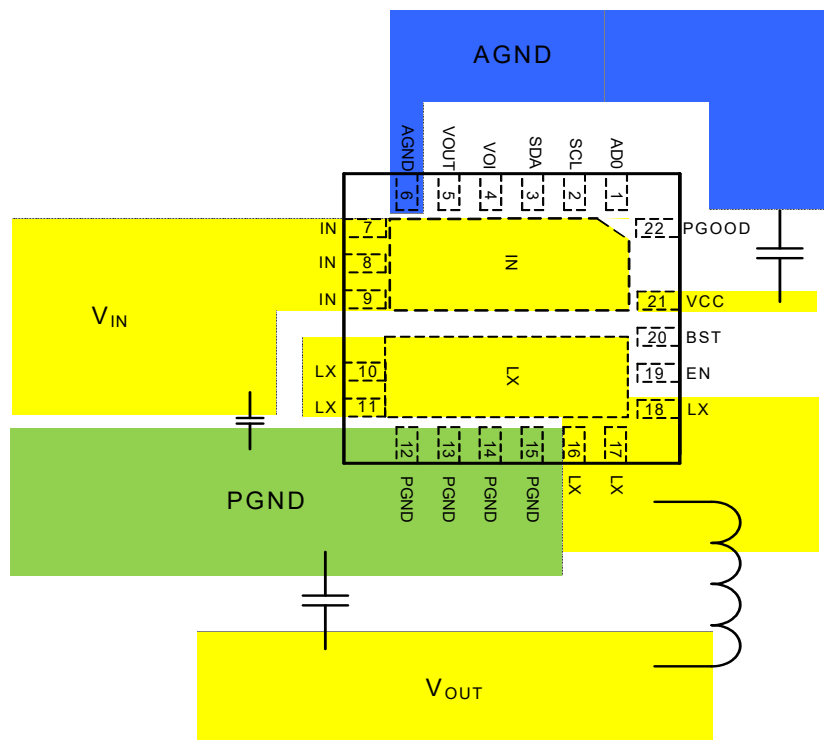 AGND
AGND
VOUT
VOI
SDA
SCL
AD0
6
5
4
3
2
1
IN 7
IN 8
IN 9
IN
22 PGOOD
21 VCC
20 BST
19 EN
18 LX
VIN
LX 10
LX 11
LX
12
13
14
15
16
17
PGND
PGND
PGND
PGND
LX
LX
PGND
VOUT